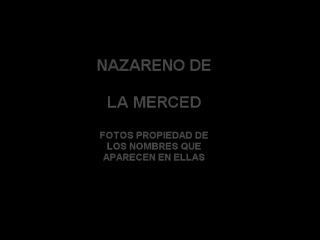 NAZARENO DE
LA MERCED
FOTOS PROPIEDAD DE
LOS NOMBRES QUE
APARECEN EN ELLAS